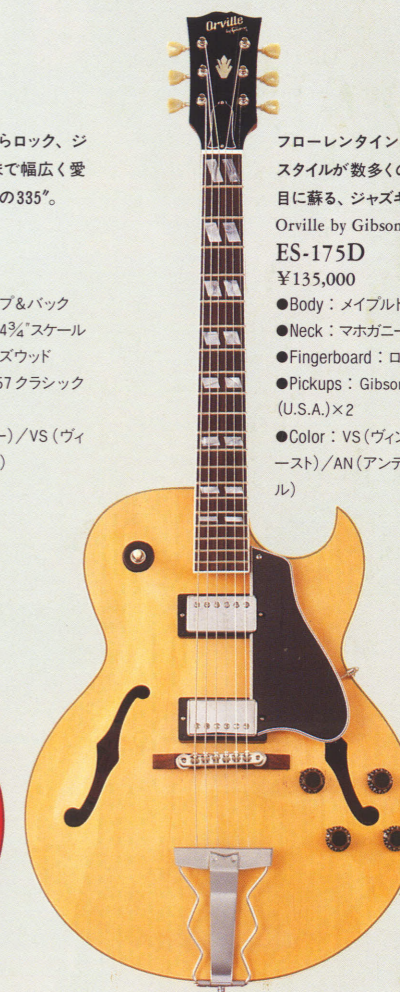 らロック、ジ
まで幅広く愛
の335″。
プ＆バック
4¾″スケール
ズウッド
57クラシック
ー）／VS（ヴィ
）
Orville
by Gibson
フローレンタイン
スタイルが数多くの
目に蘇る、ジャズギ
Orville by Gibson
ES-175D
¥135,000
●Body：メイプルト
●Neck：マホガニー
●Fingerboard：ロ
●Pickups：Gibson
(U.S.A.)×2
●Color：VS（ヴィン
ースト）／AN（アンテ
ル）